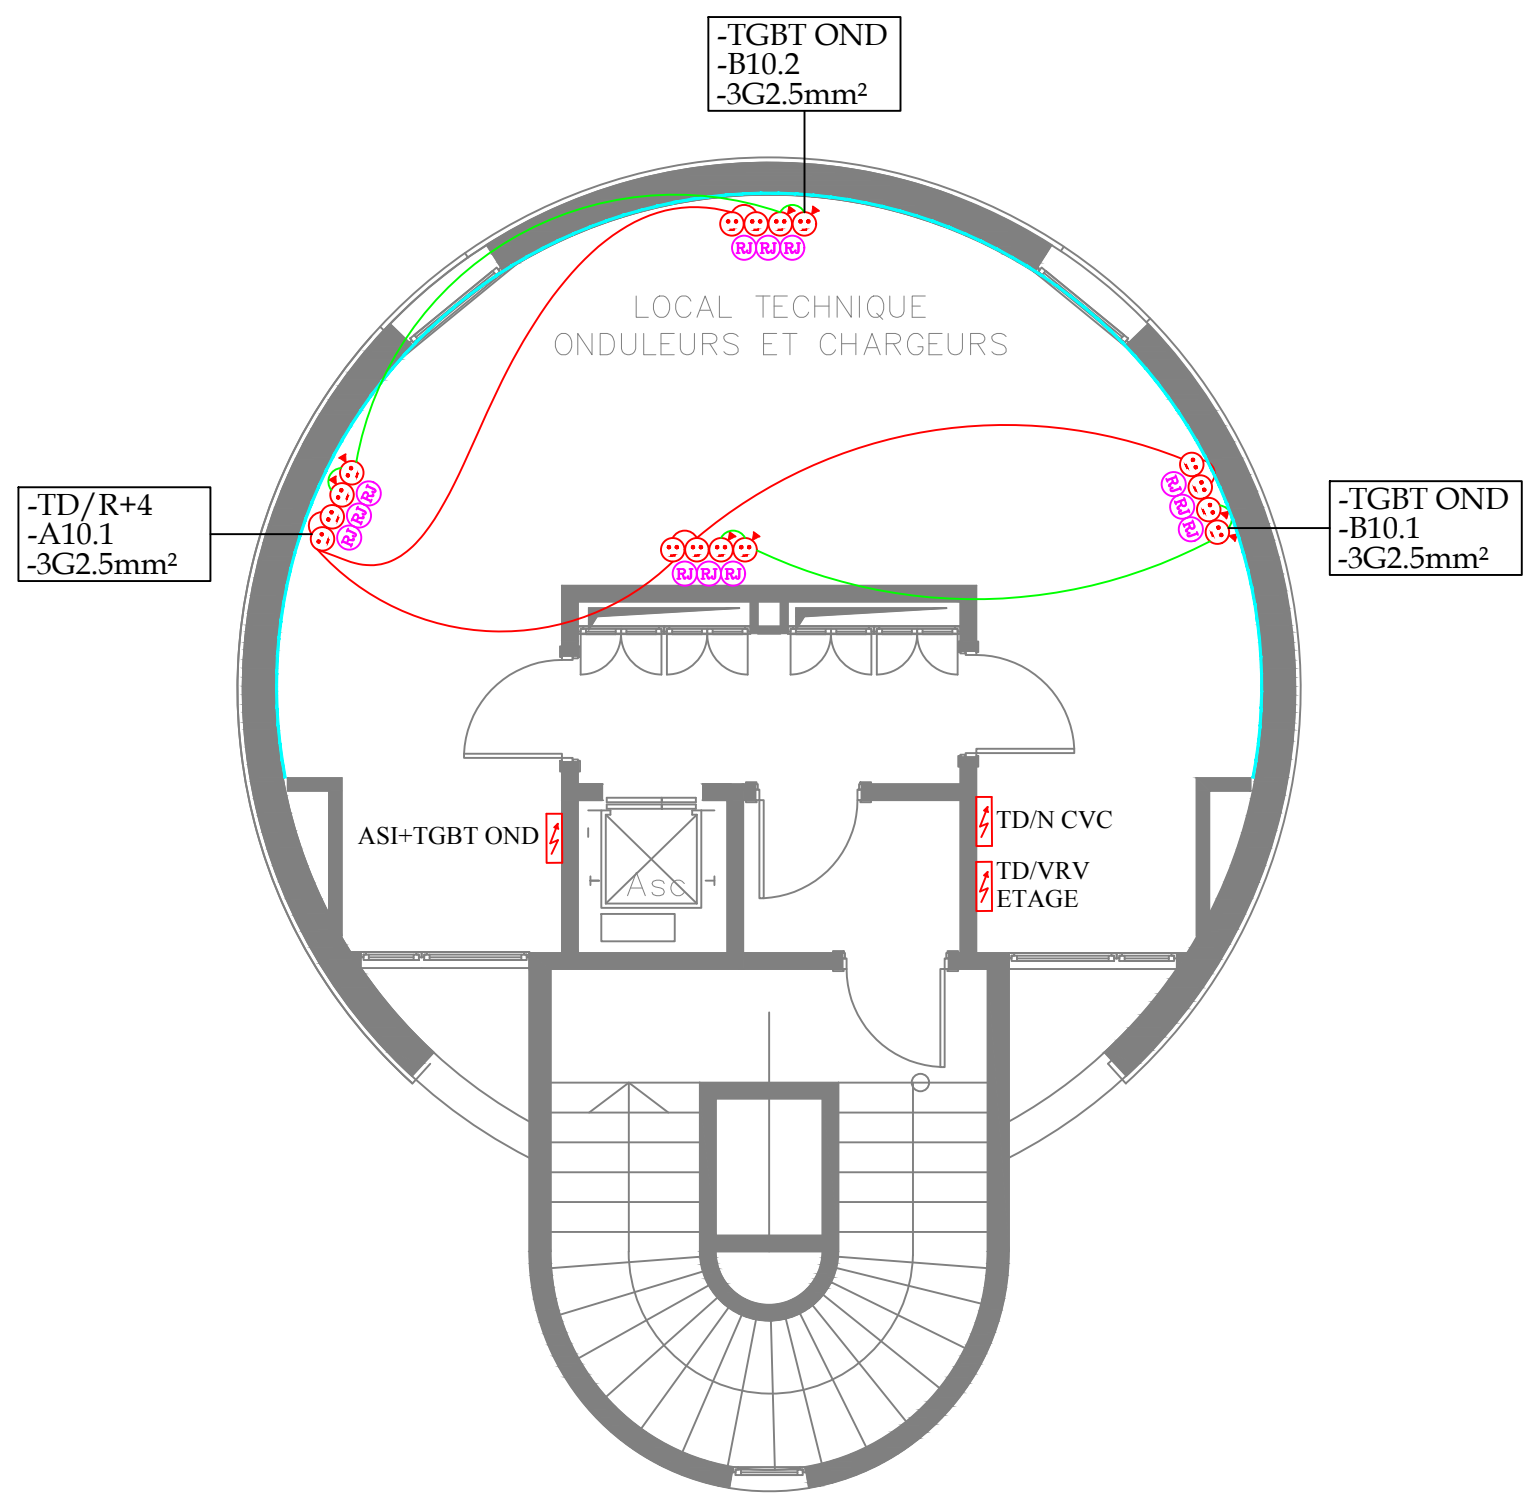 -TGBT OND
-B10.2
-3G2.5mm²
RJ RJ RJ
LOCAL TECHNIQUE
ONDULEURS ET CHARGEURS
-TD/R+4
-A10.1
-3G2.5mm²
RJ
RJ
RJ
RJ
RJ
RJ
-TGBT OND
-B10.1
-3G2.5mm²
RJ RJ RJ
ASI+TGBT OND
Asc
TD/N CVC
TD/VRV
ETAGE